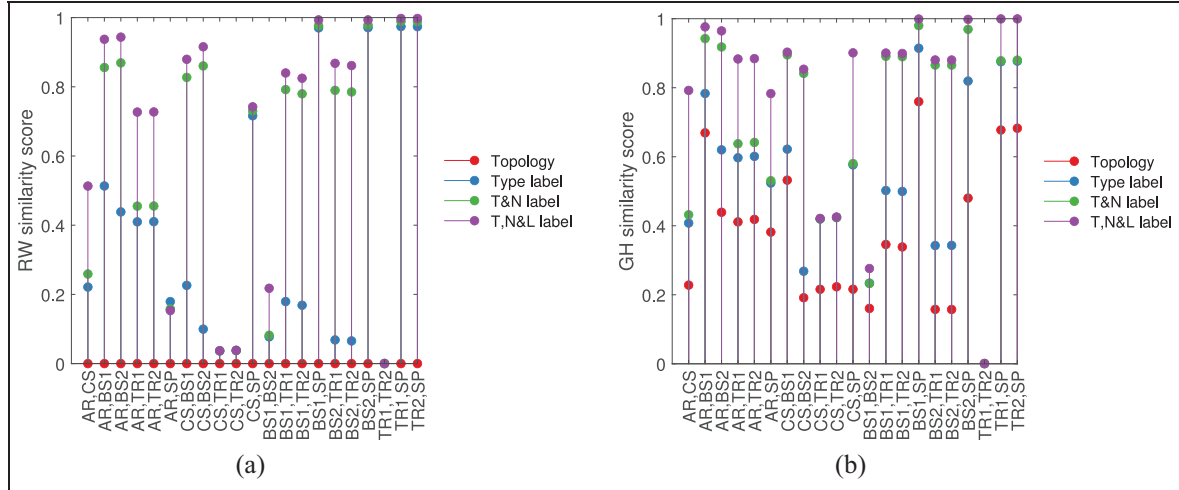 1
0.8
0.6
0.4
0.2
0
RW similarity score
AR,CS
AR,BS1
AR,BS2
AR,TR1
AR,TR2
AR,SP
CS,BS1
CS,BS2
CS,TR1
CS,TR2
CS,SP
BS1,BS2
BS1,TR1
BS1,TR2
BS1,SP
BS2,TR1
BS2,TR2
BS2,SP
TR1,TR2
TR1,SP
TR2,SP
Topology
Type label
T&N label
T,N&L label
(a)
1
0.8
0.6
0.4
0.2
0
GH similarity score
AR,CS
AR,BS1
AR,BS2
AR,TR1
AR,TR2
AR,SP
CS,BS1
CS,BS2
CS,TR1
CS,TR2
CS,SP
BS1,BS2
BS1,TR1
BS1,TR2
BS1,SP
BS2,TR1
BS2,TR2
BS2,SP
TR1,TR2
TR1,SP
TR2,SP
Topology
Type label
T&N label
T,N&L label
(b)